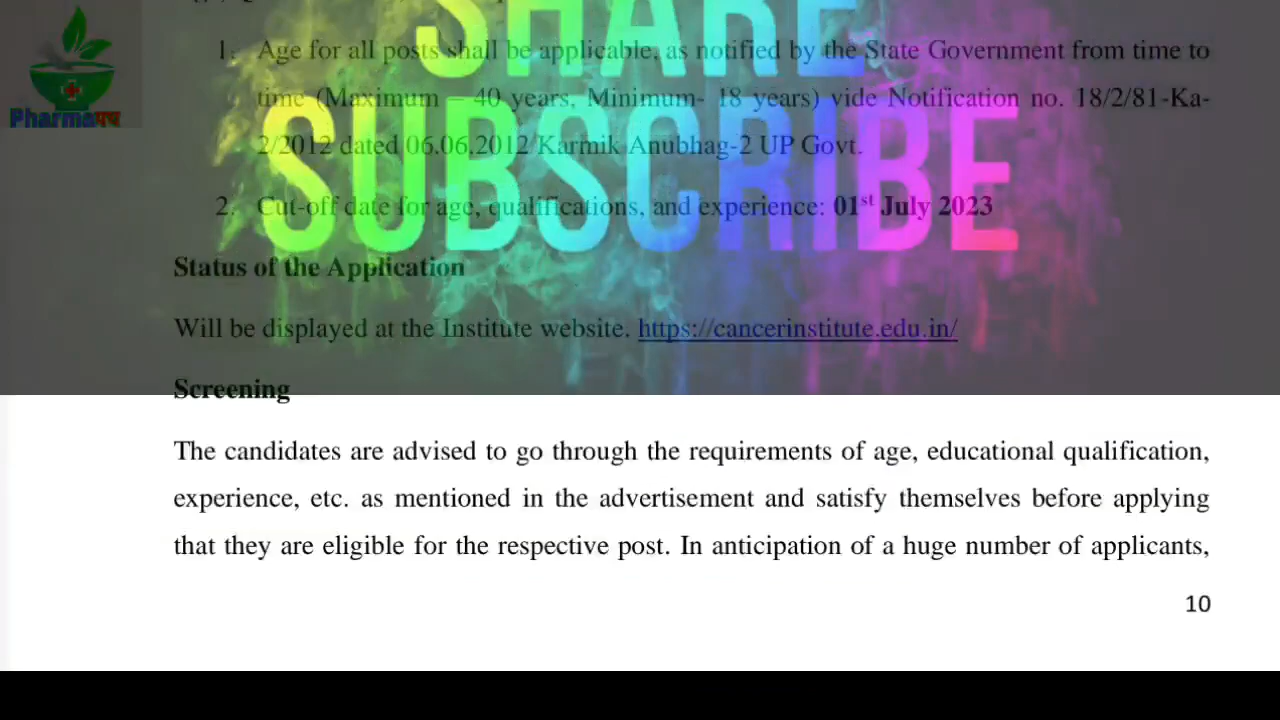 SHARE
SUBSCRIBE
1. Age for all posts shall be applicable, as notified by the State Government from time to
time (Maximum – 40 years, Minimum- 18 years) vide Notification no. 18/2/81-Ka-
2/2012 dated 06.06.2012 Karmik Anubhag-2 UP Govt.
2. Cut-off date for age, qualifications, and experience: 01st July 2023
Status of the Application
Will be displayed at the Institute website. https://cancerinstitute.edu.in/
Screening
The candidates are advised to go through the requirements of age, educational qualification,
experience, etc. as mentioned in the advertisement and satisfy themselves before applying
that they are eligible for the respective post. In anticipation of a huge number of applicants,
10